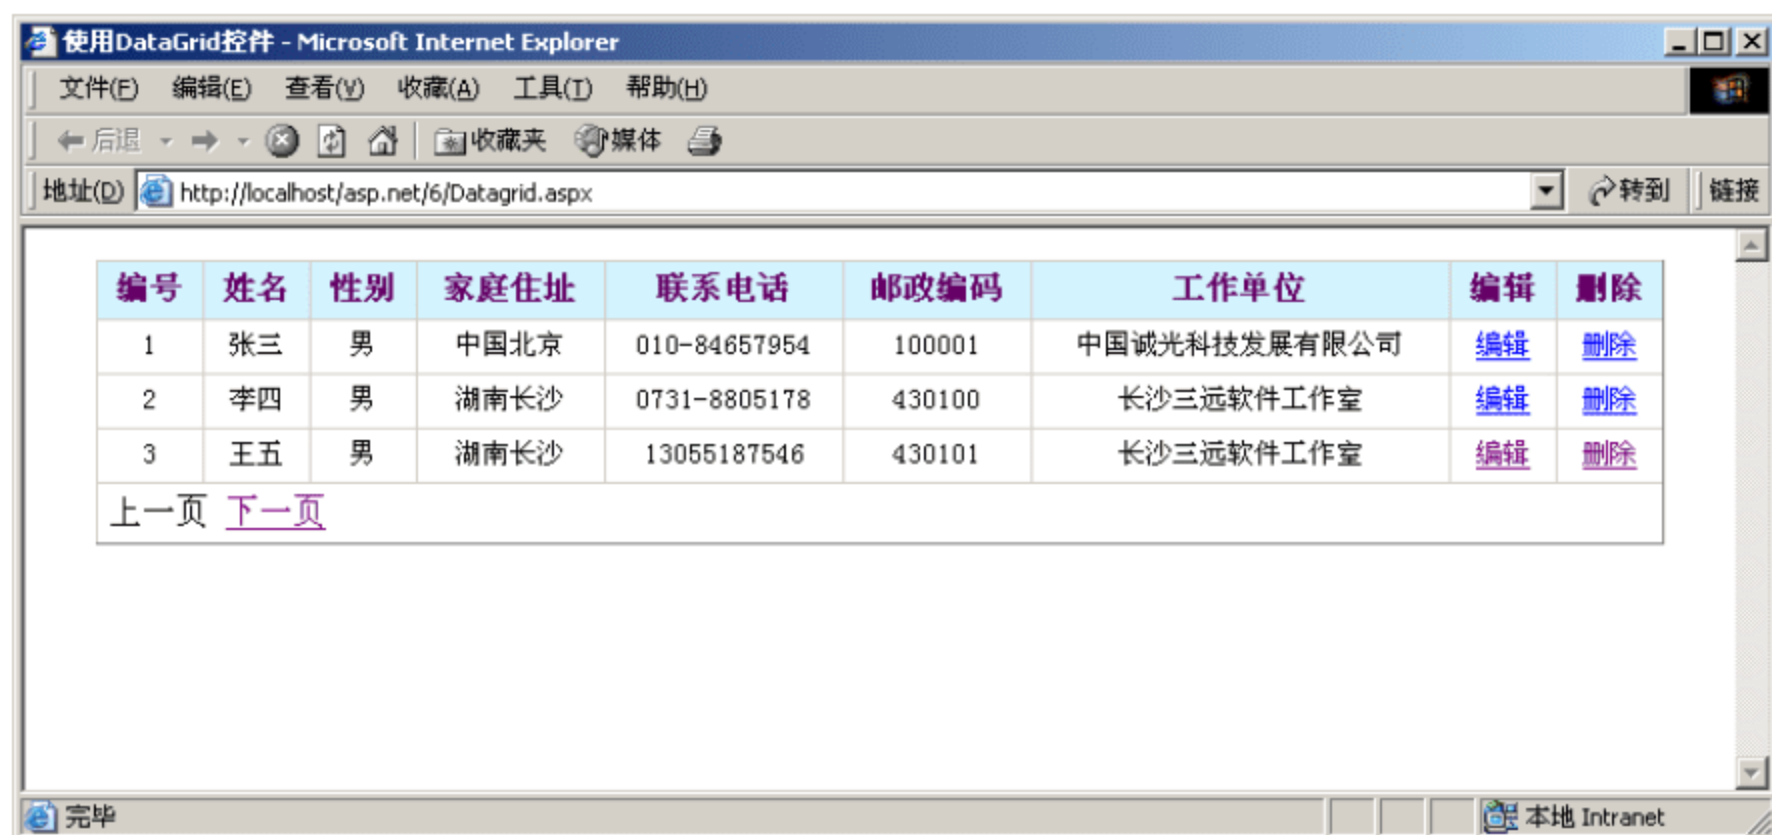 使用DataGrid控件 - Microsoft Internet Explorer
文件(F) 编辑(E) 查看(V) 收藏(A) 工具(T) 帮助(H)
后退 收藏夹 媒体
地址(D) http://localhost/asp.net/6/Datagrid.aspx 转到 链接
编号 姓名 性别 家庭住址 联系电话 邮政编码 工作单位 编辑 删除
1 张三 男 中国北京 010-84657954 100001 中国诚光科技发展有限公司 编辑 删除
2 李四 男 湖南长沙 0731-8805178 430100 长沙三远软件工作室 编辑 删除
3 王五 男 湖南长沙 13055187546 430101 长沙三远软件工作室 编辑 删除
上一页 下一页
完毕 本地 Intranet